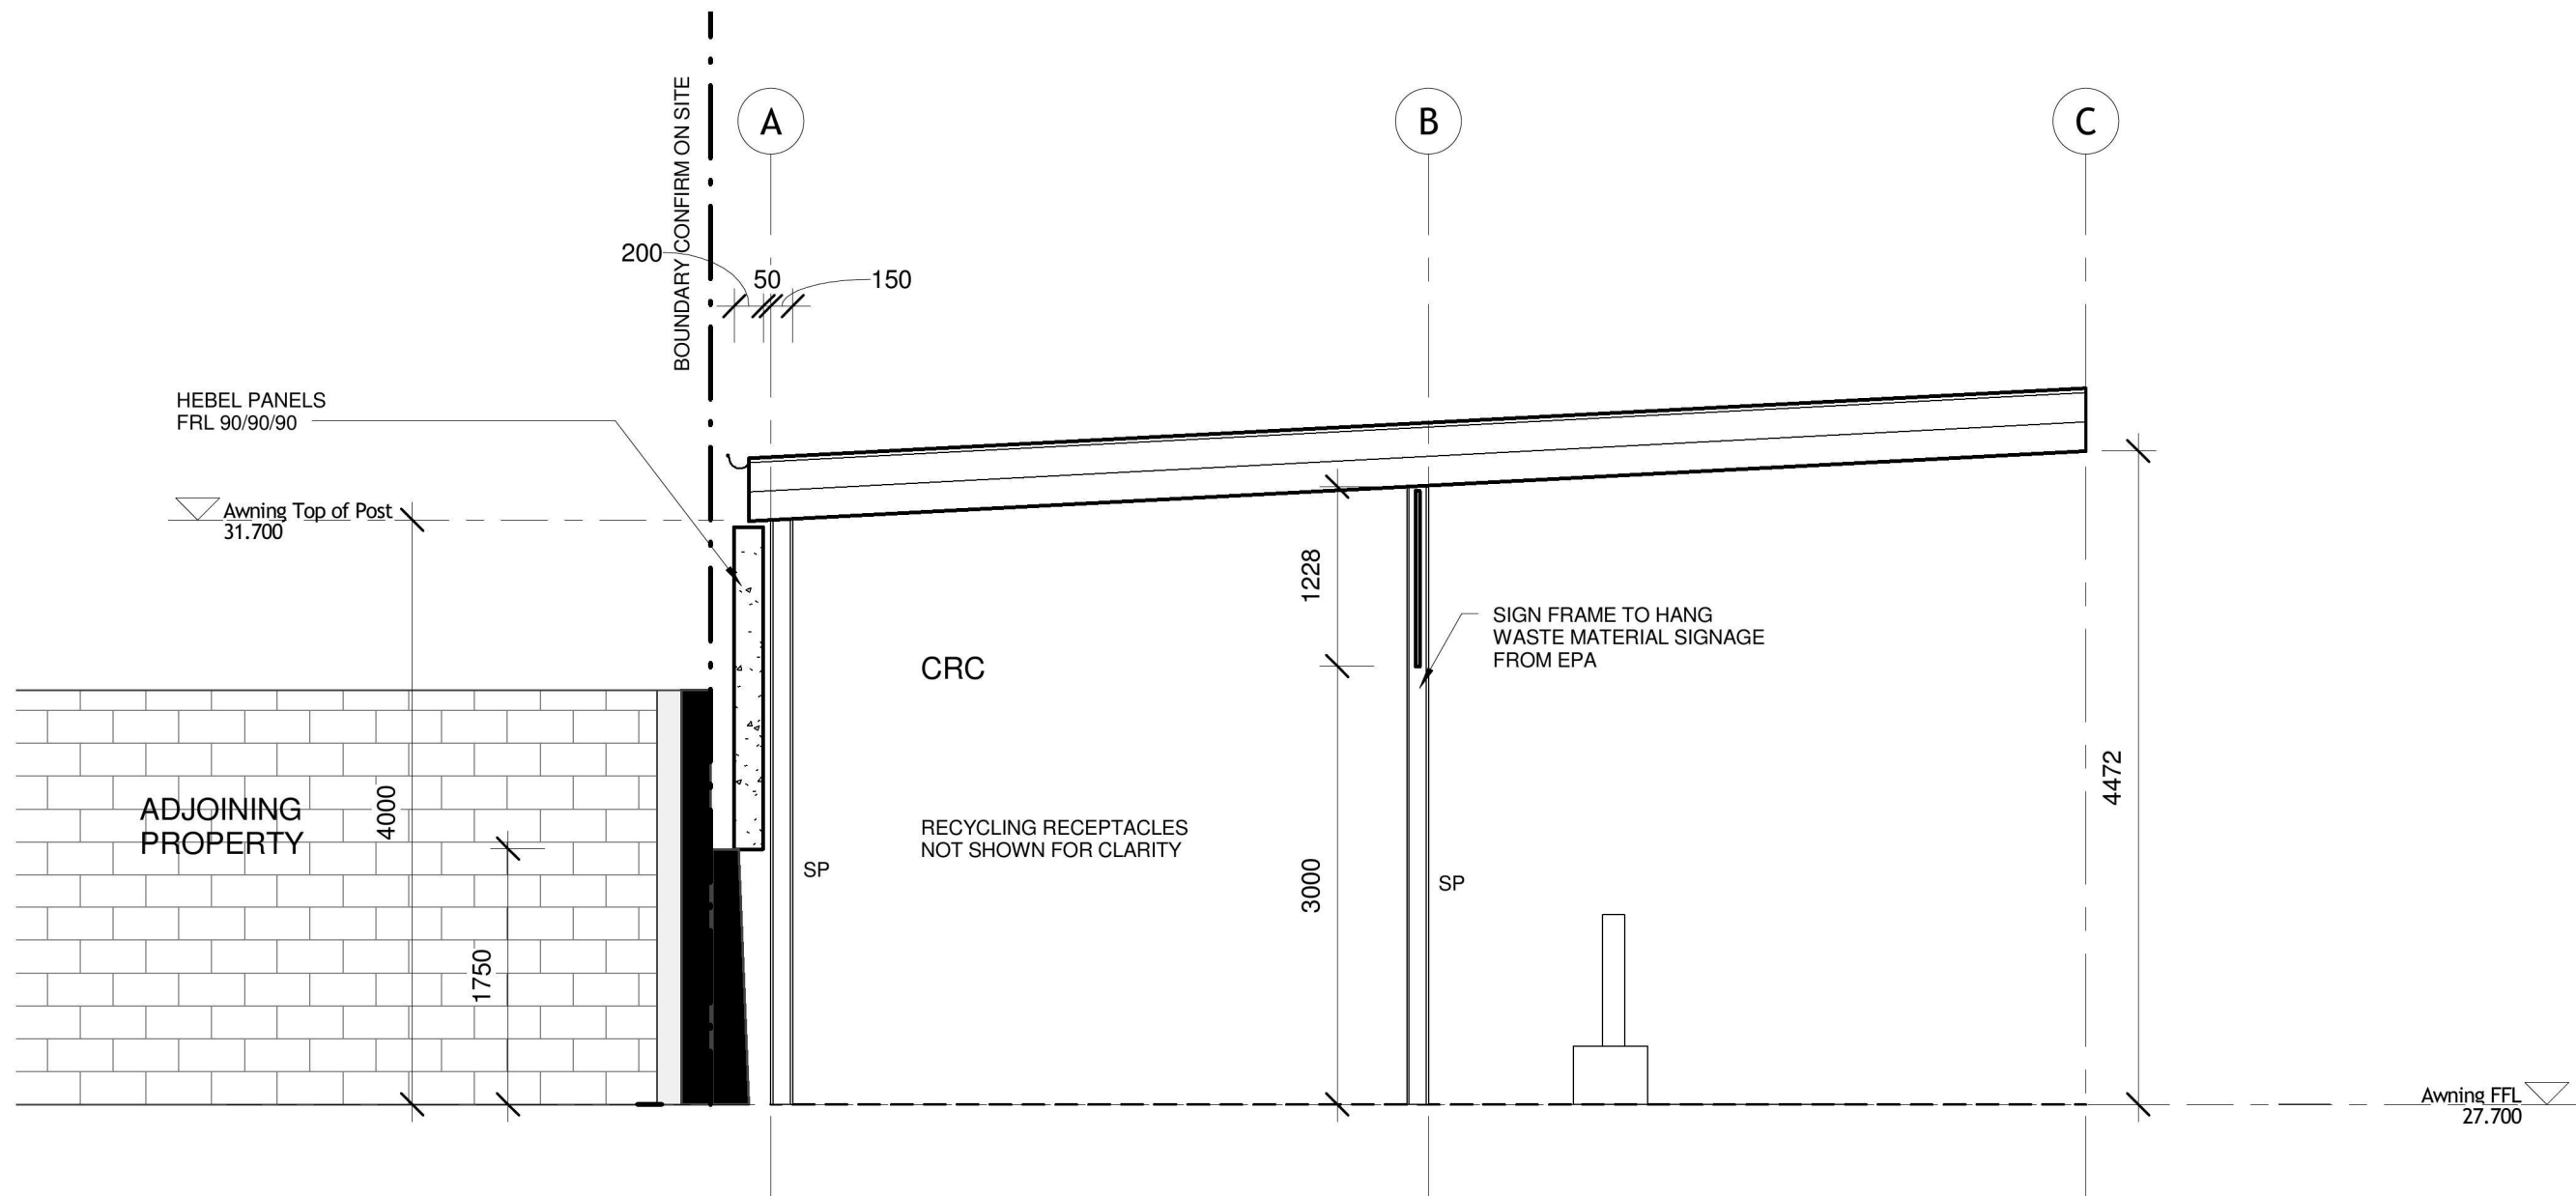 BOUNDARY CONFIRM ON SITE
A
B
C
200
50
150
HEBEL PANELS
FRL 90/90/90
Awning Top of Post
31.700
1228
SIGN FRAME TO HANG
WASTE MATERIAL SIGNAGE
FROM EPA
CRC
4472
ADJOINING
PROPERTY
4000
RECYCLING RECEPTACLES
NOT SHOWN FOR CLARITY
SP
3000
SP
1750
Awning FFL
27.700